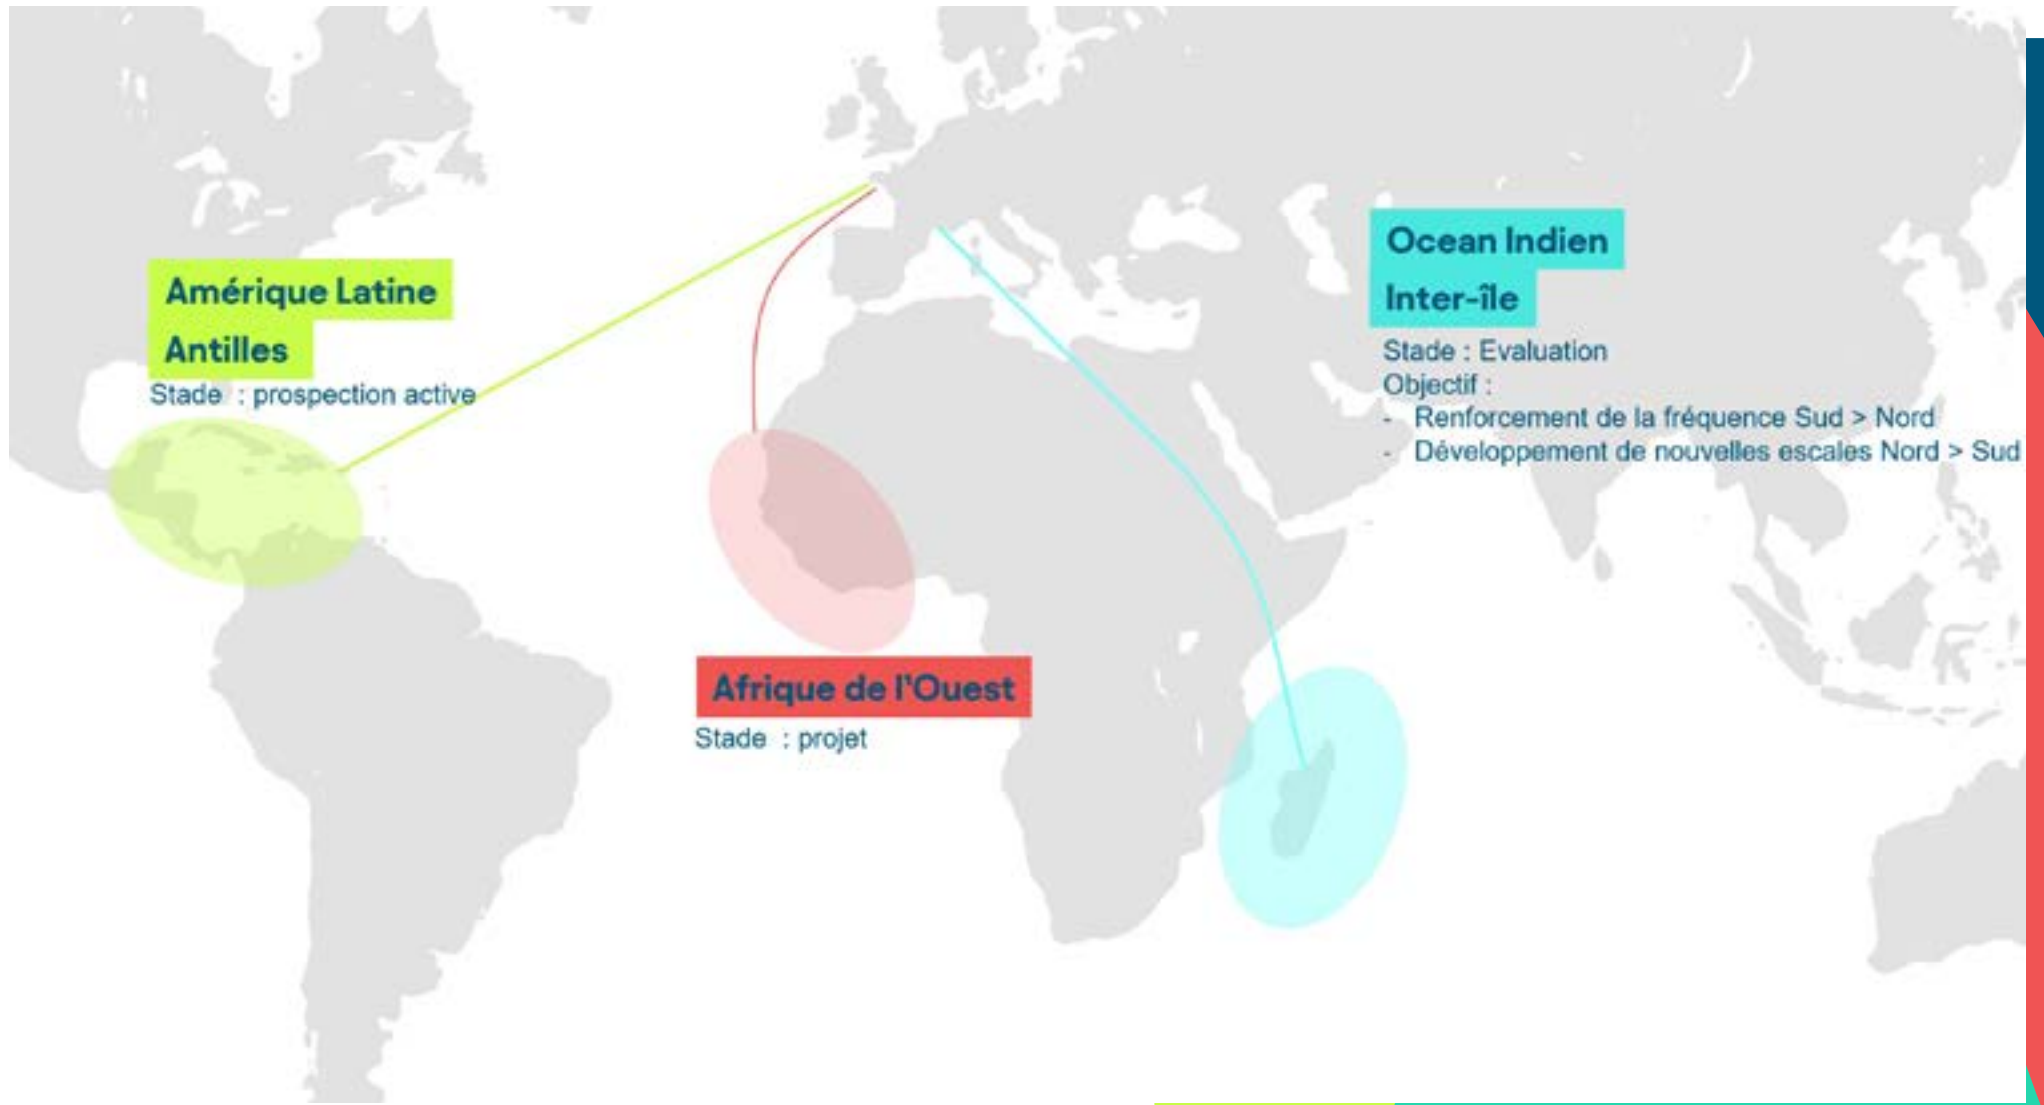 Amérique Latine
Antilles
Stade : prospection active
Afrique de l'Ouest
Stade : projet
Ocean Indien
Inter-île
Stade : Evaluation
Objectif :
- Renforcement de la fréquence Sud > Nord
- Développement de nouvelles escales Nord > Sud